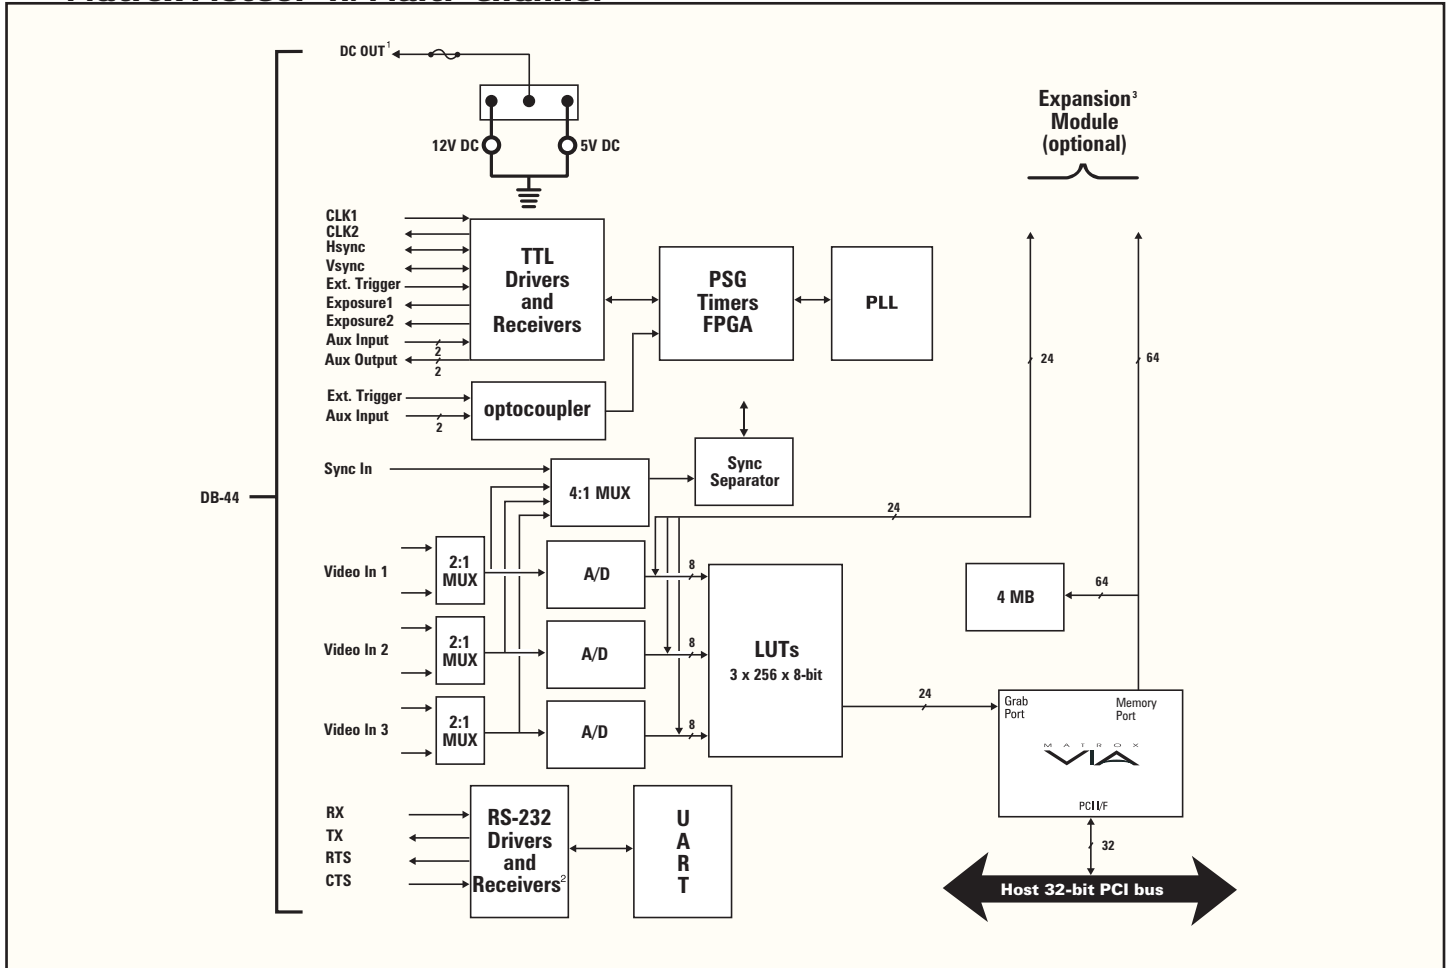 DC OUT¹
12V DC
5V DC
Expansion³
Module
(optional)
CLK1
CLK2
Hsync
Vsync
Ext. Trigger
Exposure1
Exposure2
Aux Input
2
Aux Output
2
TTL
Drivers
and
Receivers
PSG
Timers
FPGA
PLL
24
64
Ext. Trigger
Aux Input
2
optocoupler
Sync In
4:1 MUX
Sync
Separator
DB-44
24
Video In 1
2:1
MUX
A/D
8
Video In 2
2:1
MUX
A/D
8
Video In 3
2:1
MUX
A/D
8
LUTs
3 x 256 x 8-bit
4 MB
64
24
Grab
Port
Memory
Port
MATROX
VIA
PCI I/F
32
Host 32-bit PCI bus
RX
TX
RTS
CTS
RS-232
Drivers
and
Receivers²
U
A
R
T